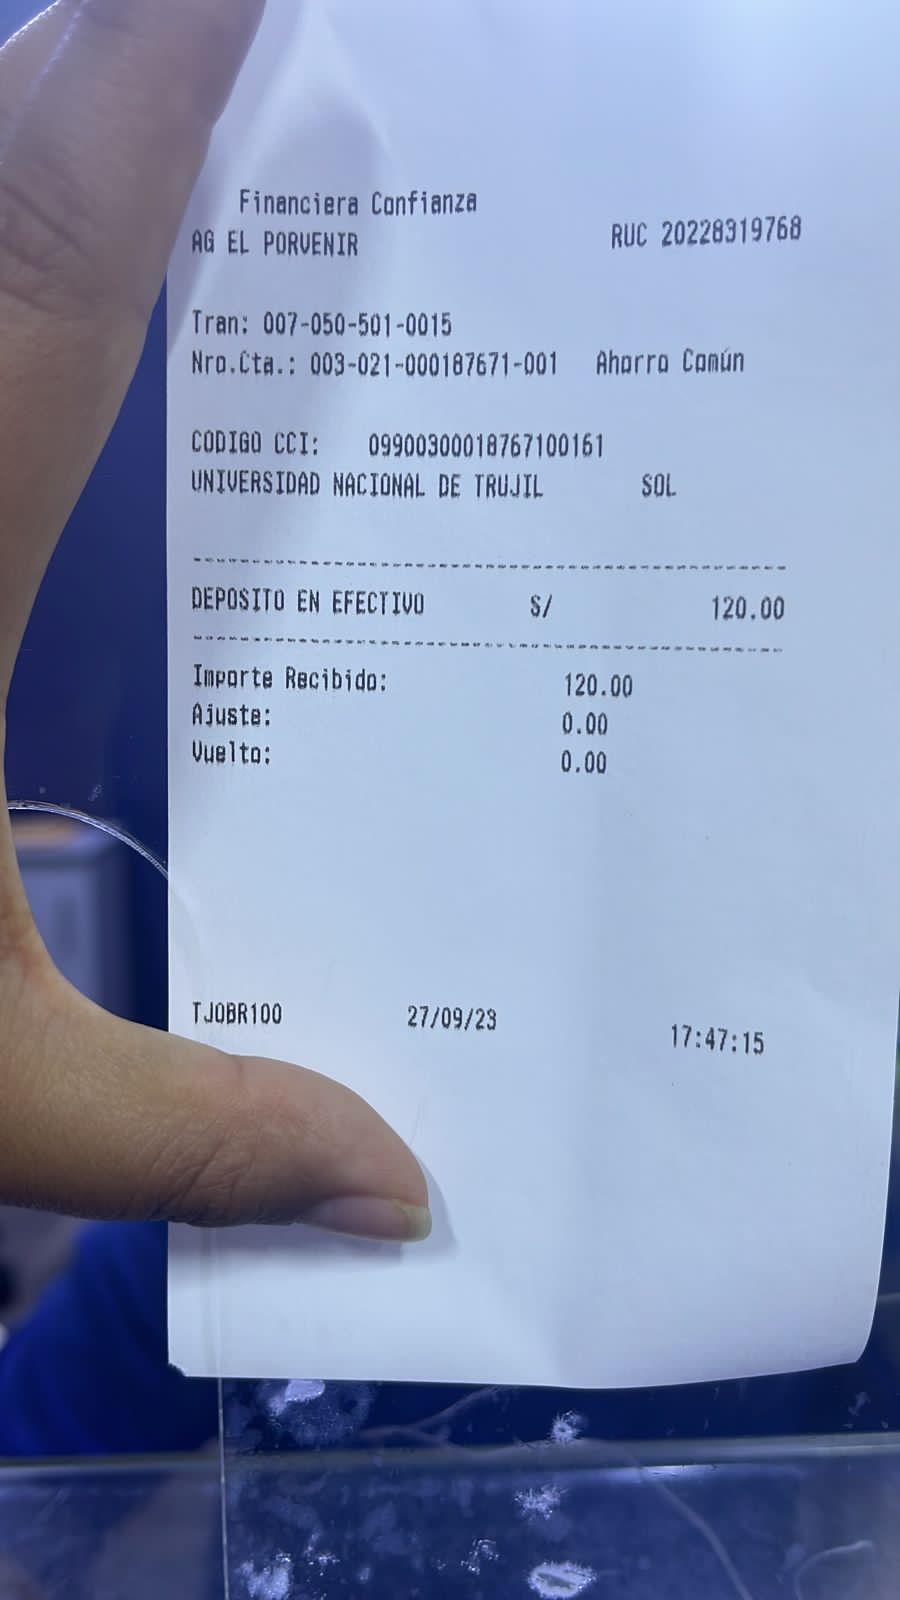 Financiera Confianza
AG EL PORVENIR RUC 20228319768
Tran: 007-050-501-0015
Nro.Cta.: 003-021-000187671-001 Ahorro Común
CODIGO CCI: 09900300018767100161
UNIVERSIDAD NACIONAL DE TRUJIL SOL
DEPOSITO EN EFECTIVO S/ 120.00
Importe Recibido: 120.00
Ajuste: 0.00
Vuelto: 0.00
TJOBR100 27/09/23 17:47:15